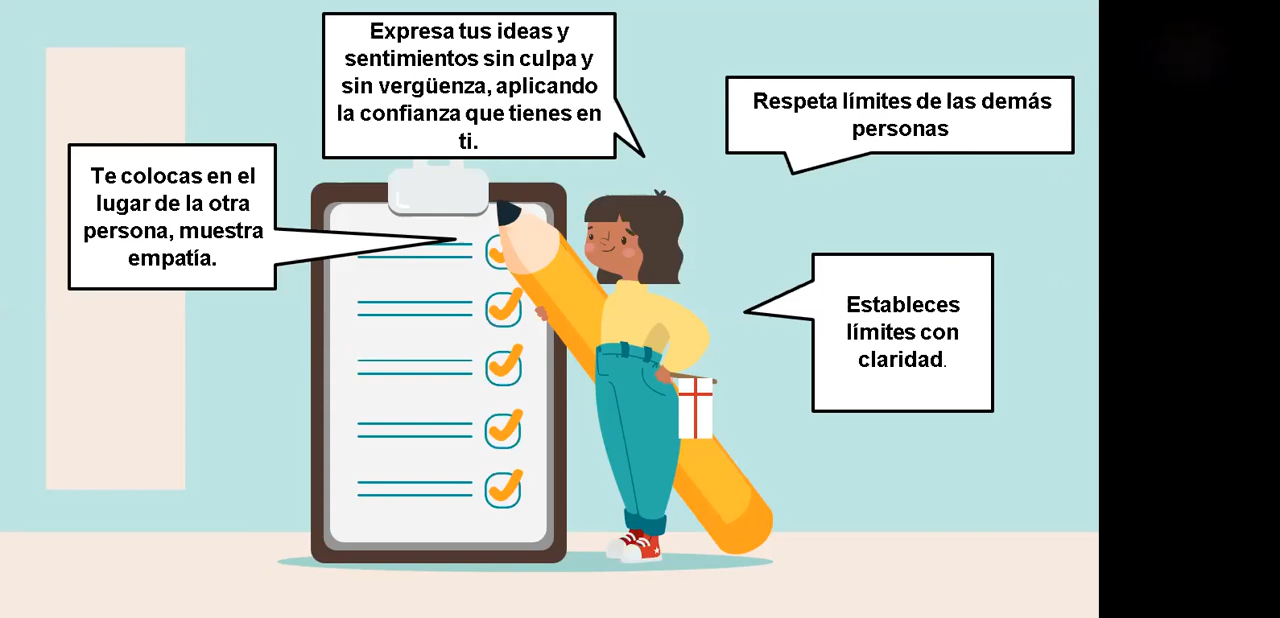 Expresa tus ideas y
sentimientos sin culpa y
sin vergüenza, aplicando
la confianza que tienes en
ti.
Respeta límites de las demás
personas
Te colocas en el
lugar de la otra
persona, muestra
empatía.
Estableces
límites con
claridad.